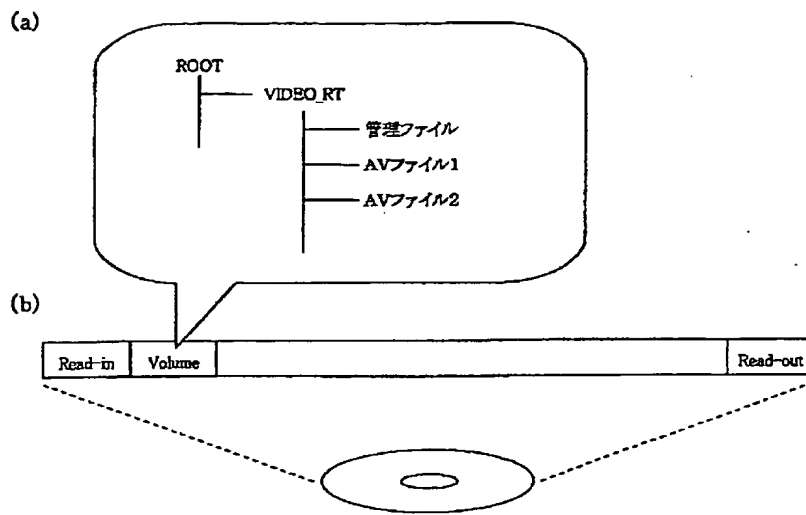 (a)
ROOT
VIDEO_RT
管理ファイル
AVファイル1
AVファイル2
(b)
Read-in
Volume
Read-out